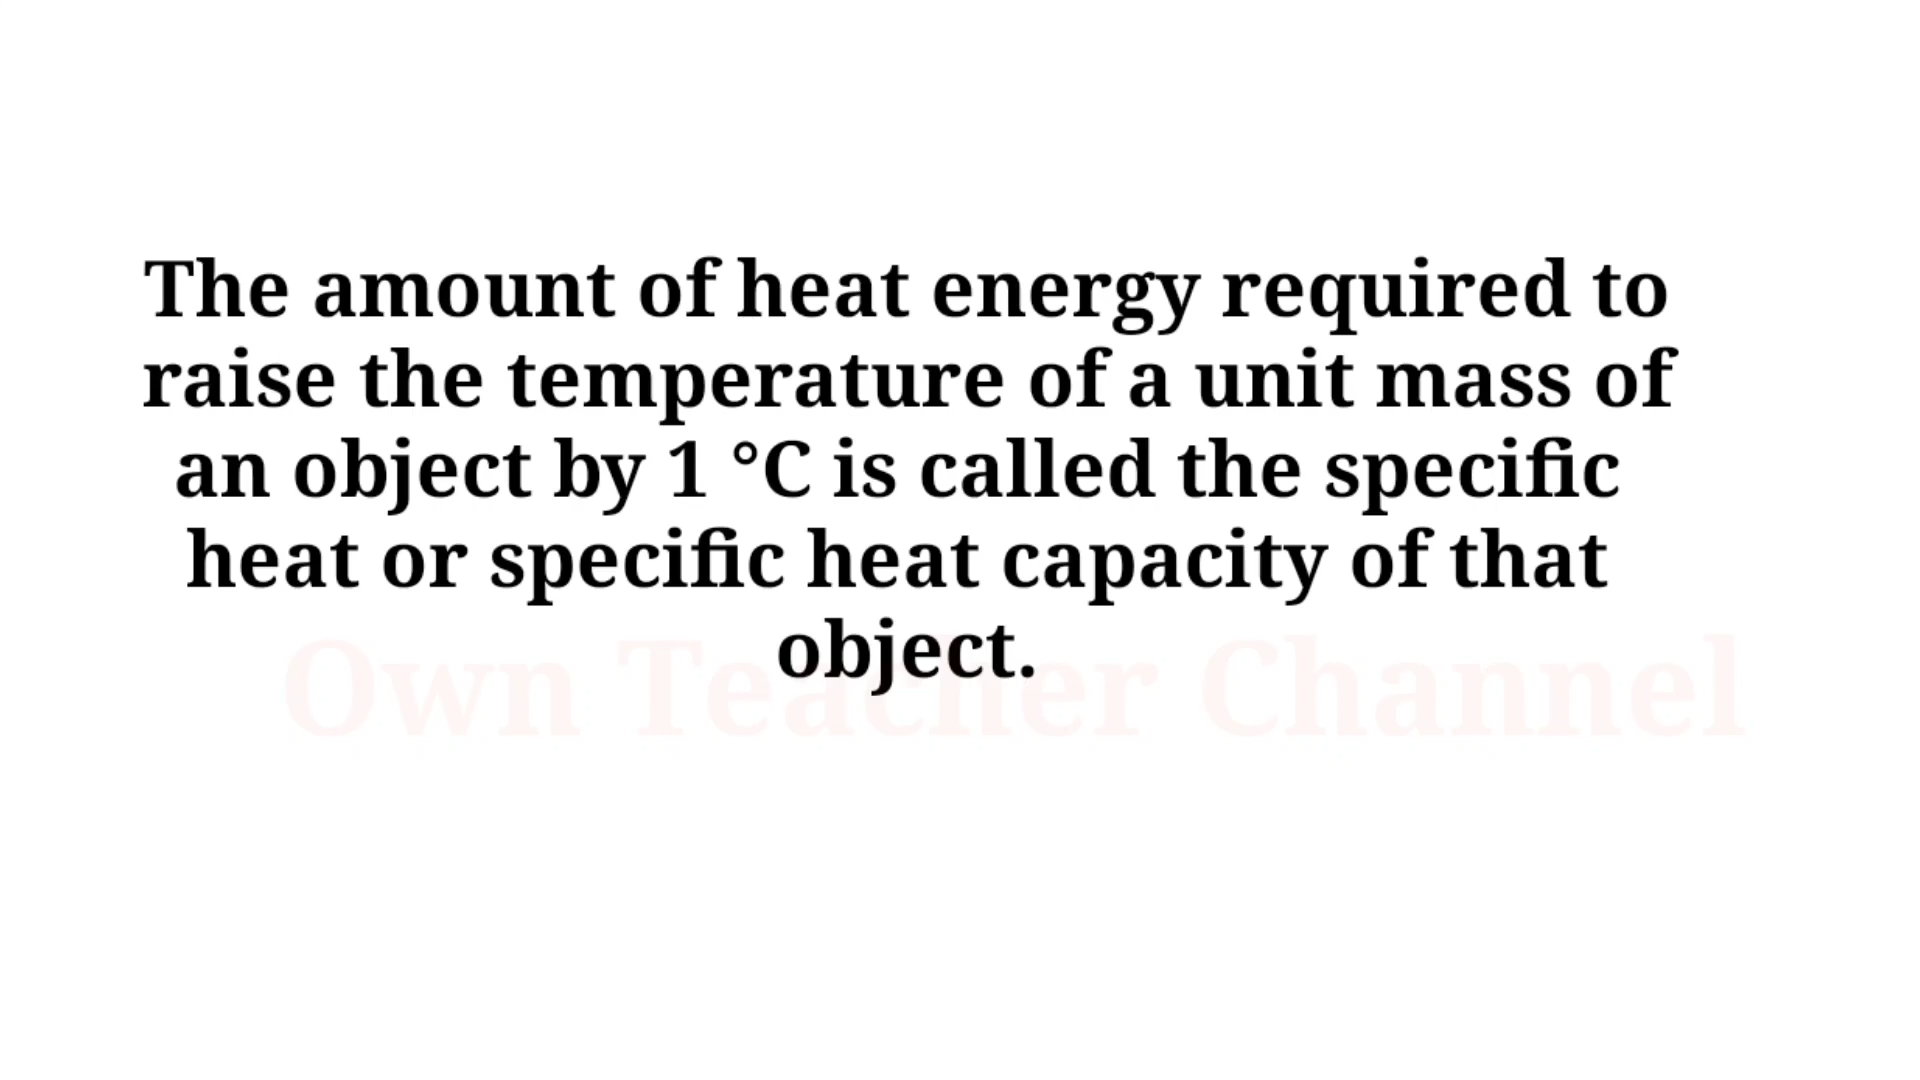 The amount of heat energy required to
raise the temperature of a unit mass of
an object by 1 °C is called the specific
heat or specific heat capacity of that
object.
Own Teacher Channel